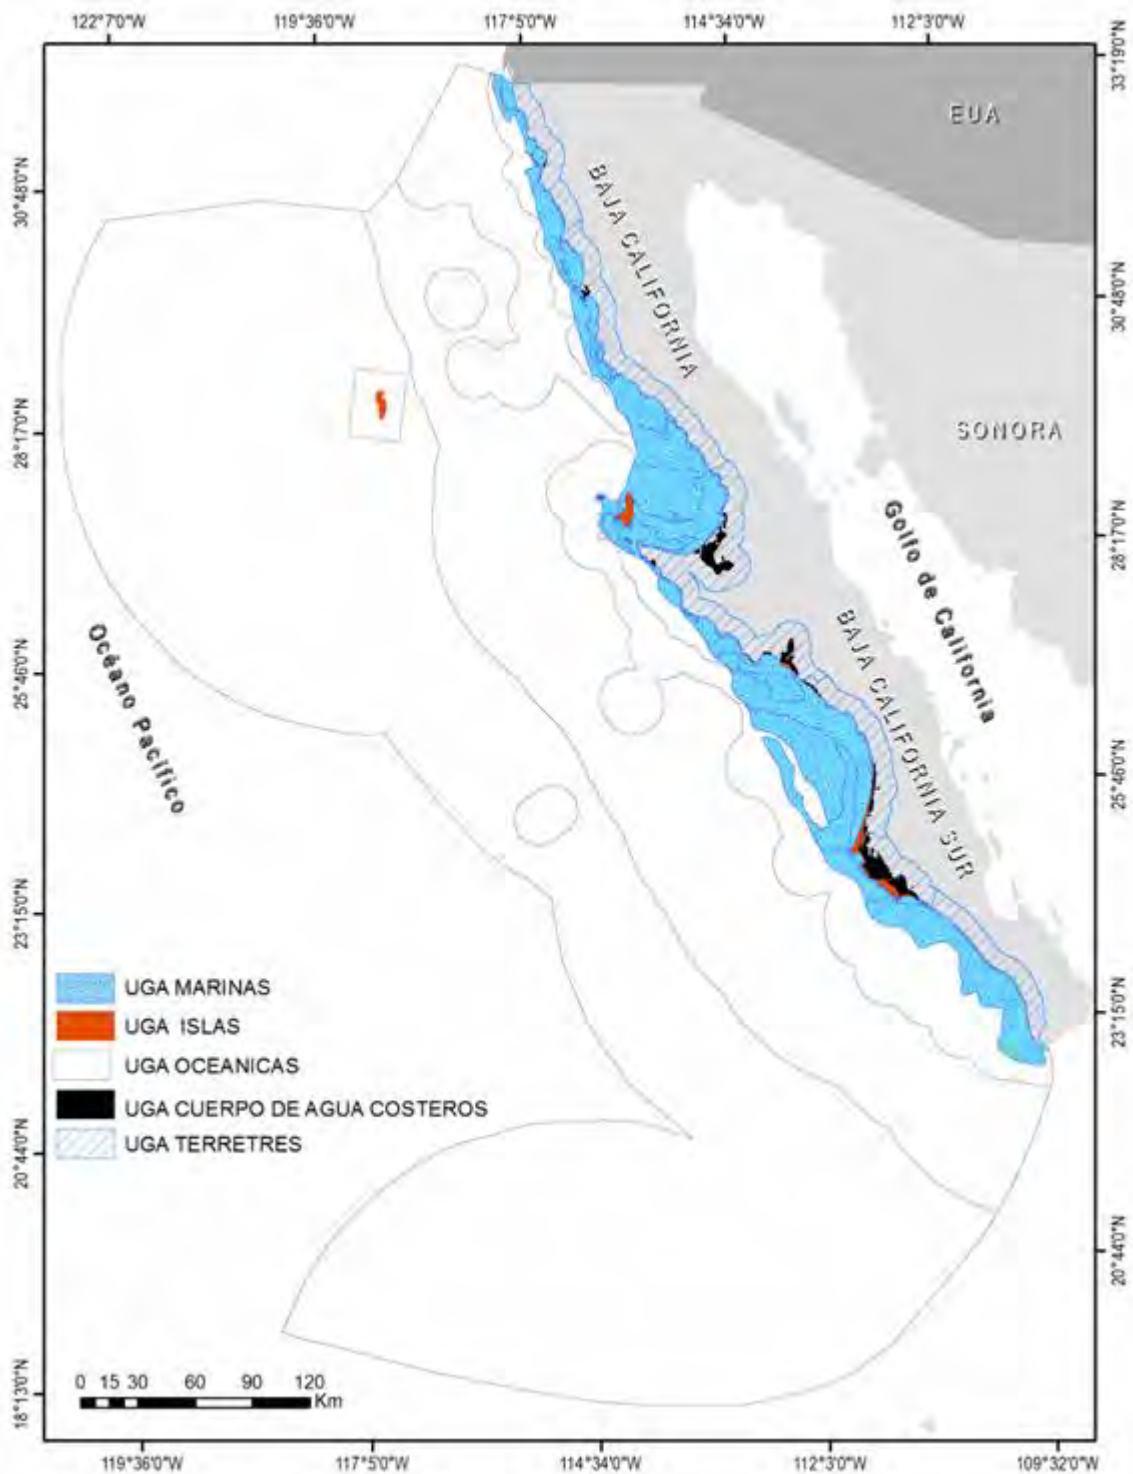 122°7'0"W 119°36'0"W 117°5'0"W 114°34'0"W 112°3'0"W
33°19'0"N
EUA
30°48'0"N
BAJA CALIFORNIA
30°48'0"N
28°17'0"N
SONORA
Golfo de California
28°17'0"N
Océano Pacífico
BAJA CALIFORNIA SUR
25°46'0"N
25°46'0"N
23°15'0"N
UGA MARINAS
UGA ISLAS
23°15'0"N
UGA OCEANICAS
UGA CUERPO DE AGUA COSTEROS
UGA TERRETRES
20°44'0"N
20°44'0"N
0 15 30 60 90 120
Km
18°13'0"N
119°36'0"W 117°5'0"W 114°34'0"W 112°3'0"W 109°32'0"W